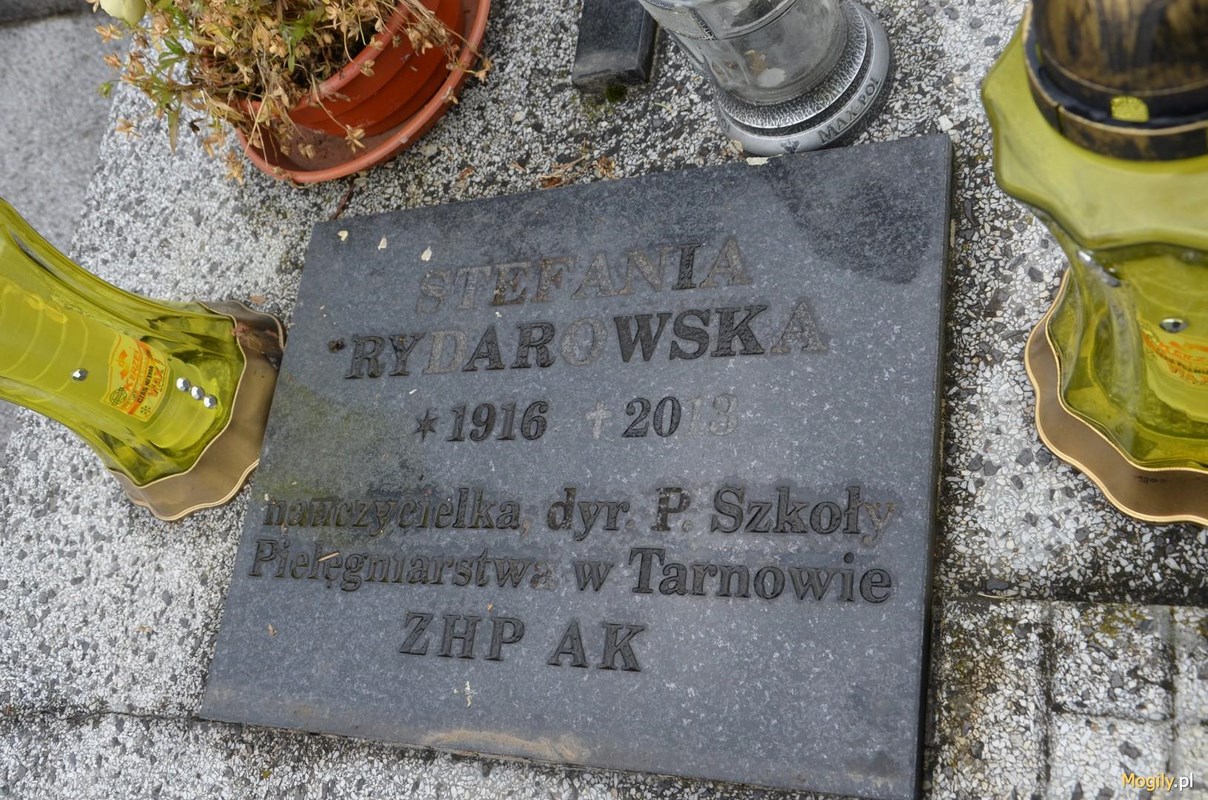 MAX POL
STEFANIA
RYDAROWSKA
* 1916 † 2013
nauczycielka, dyr. P. Szkoły
Pielęgniarstwa w Tarnowie
ZHP AK
Mogily.pl